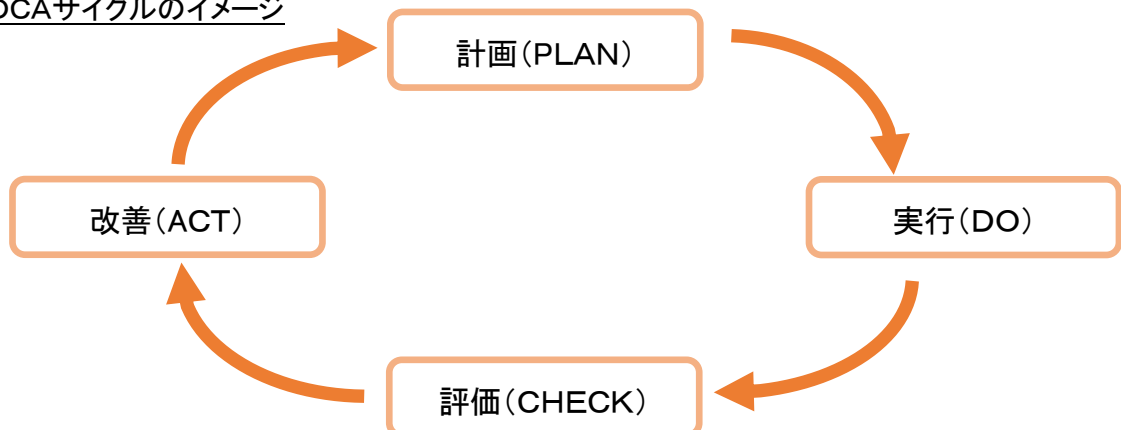 DCAサイクルのイメージ
計画（PLAN）
改善（ACT）
実行（DO）
評価（CHECK）